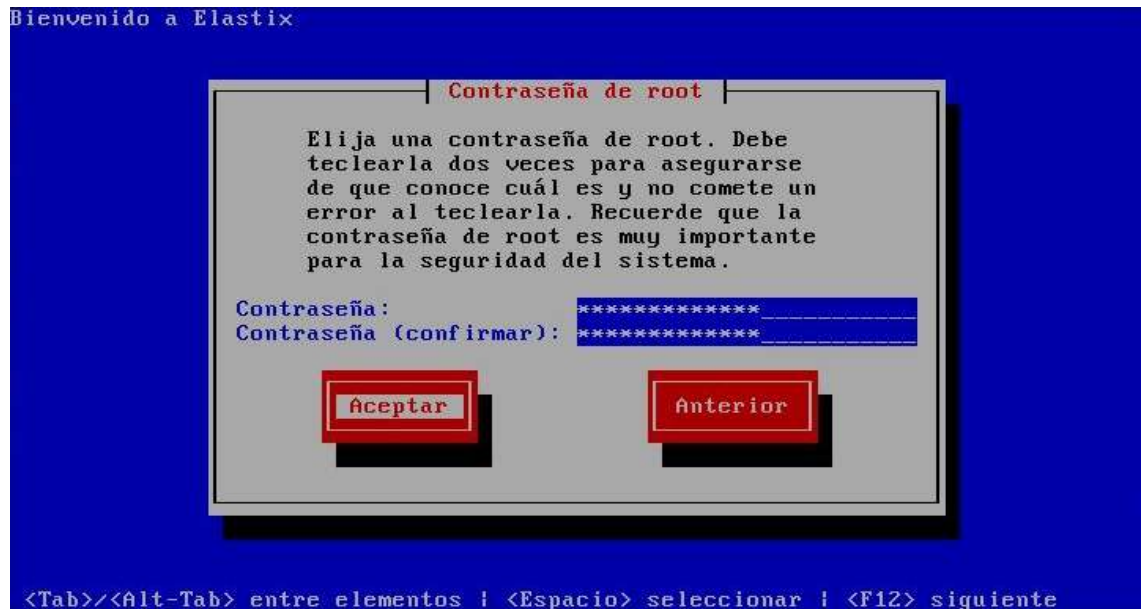 Bienvenido a Elastix
Contraseña de root
Elija una contraseña de root. Debe
teclearla dos veces para asegurarse
de que conoce cuál es y no comete un
error al teclearla. Recuerde que la
contraseña de root es muy importante
para la seguridad del sistema.
Contraseña: *************___________
Contraseña (confirmar): *************___________
Aceptar Anterior
<Tab>/<Alt-Tab> entre elementos | <Espacio> seleccionar | <F12> siguiente